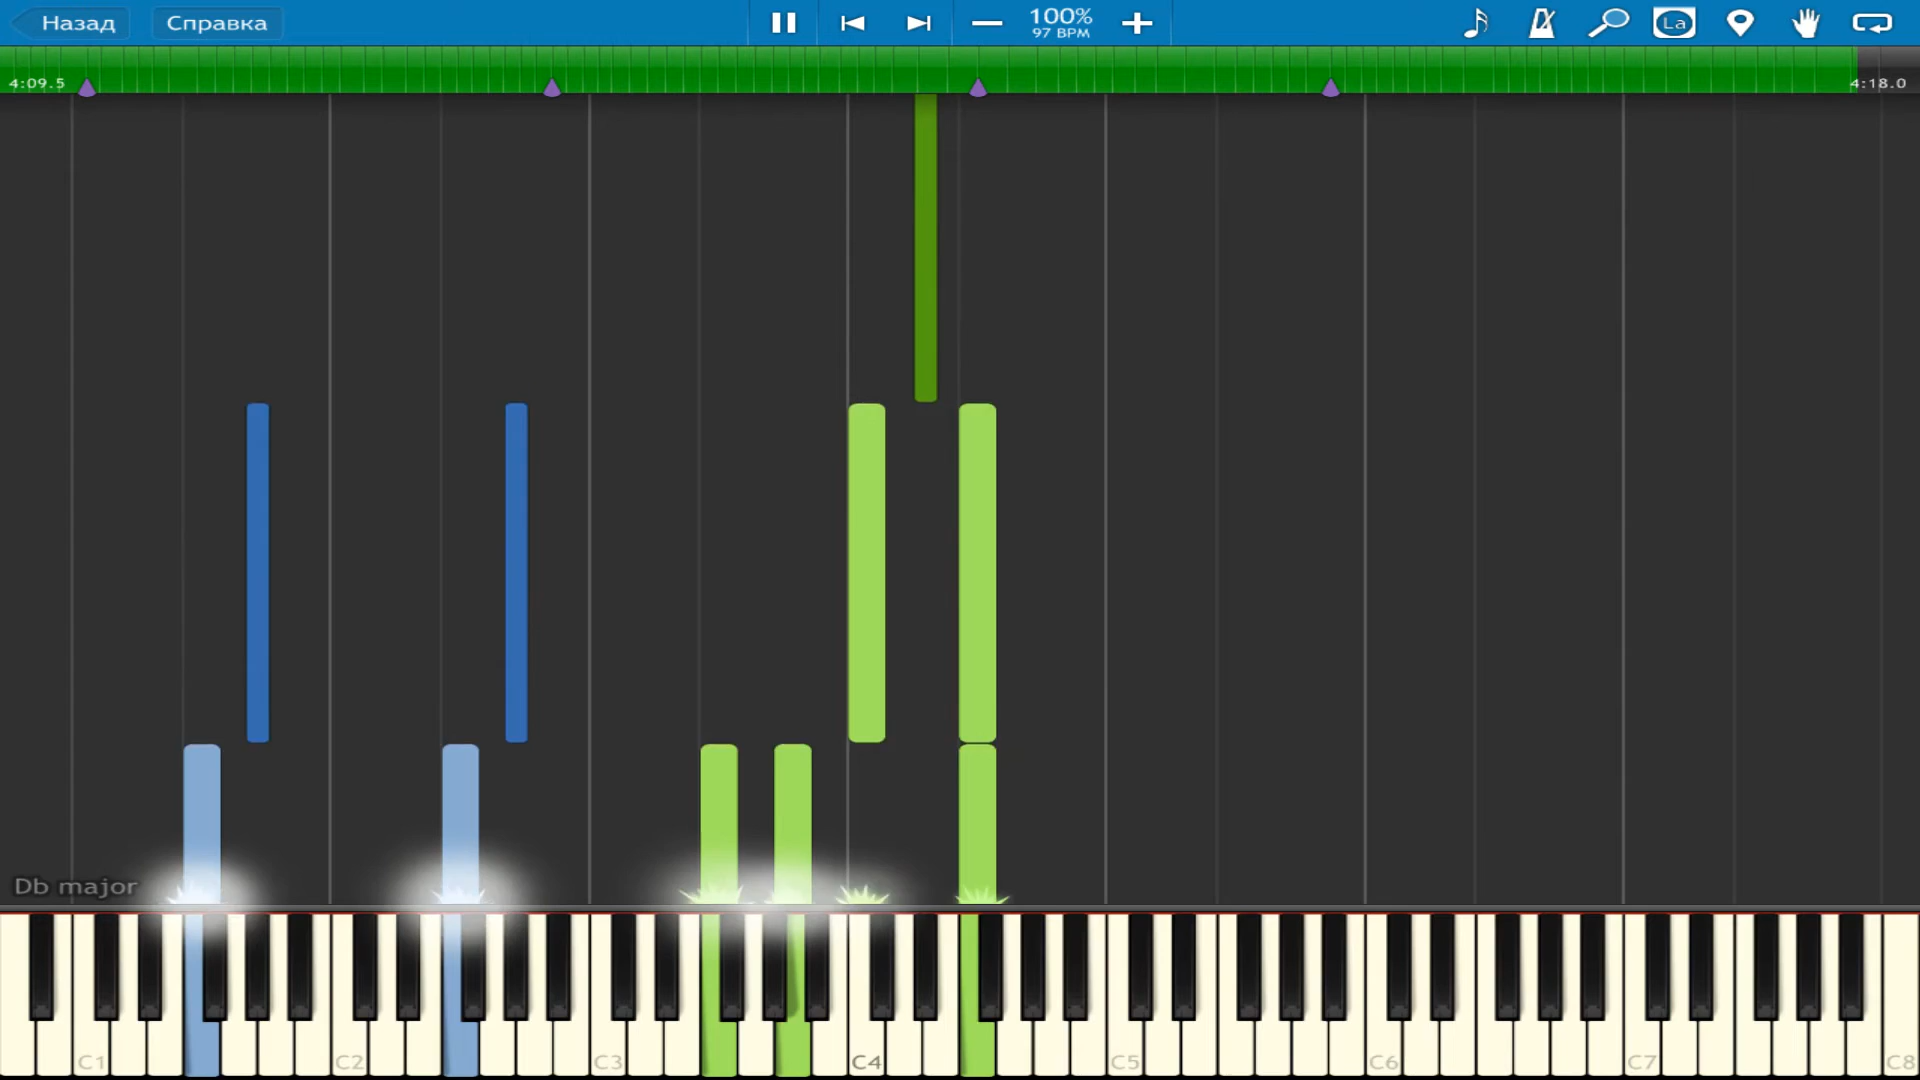 Назад
Справка
100%
97 BPM
La
4:09.5
4:18.0
Db major
C1
C2
C3
C4
C5
C6
C7
C8